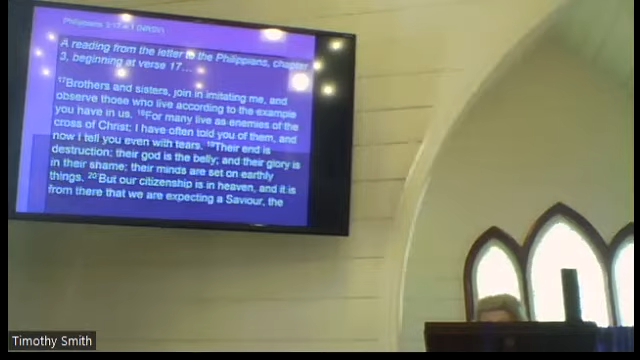 Philippians 3:17-4:1 (NRSV)
A reading from the letter to the Philippians, chapter
3, beginning at verse 17...
17Brothers and sisters, join in imitating me, and
observe those who live according to the example
you have in us. 18For many live as enemies of the
cross of Christ; I have often told you of them, and
now I tell you even with tears. 19Their end is
destruction; their god is the belly; and their glory is
in their shame; their minds are set on earthly
things. 20But our citizenship is in heaven, and it is
from there that we are expecting a Saviour, the
Timothy Smith